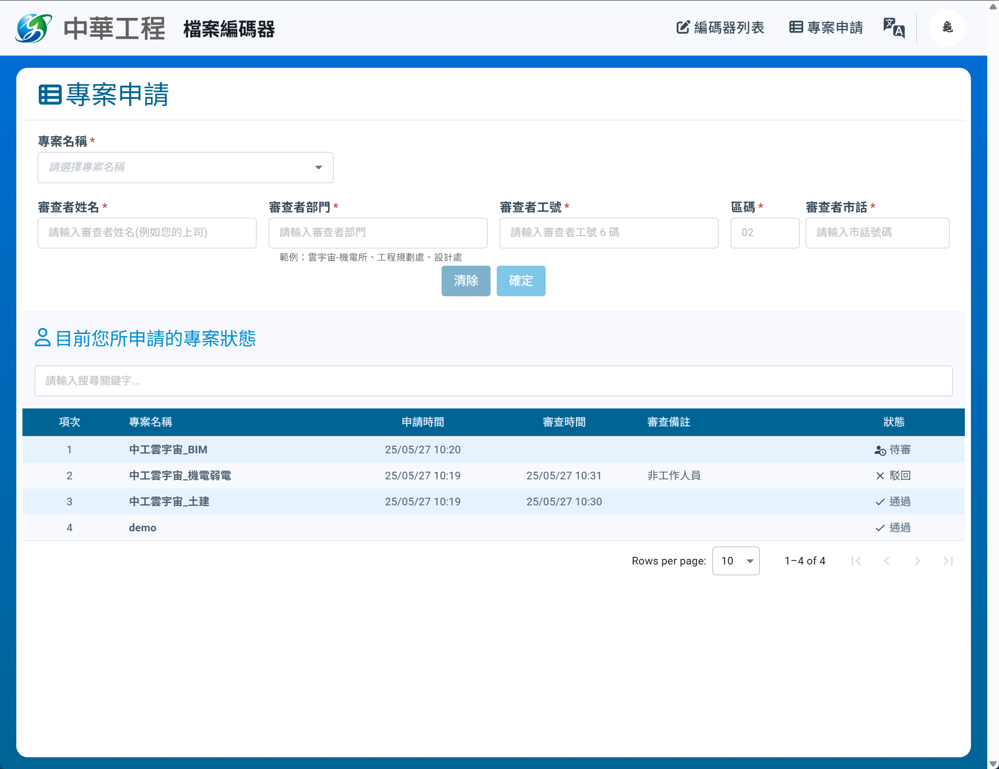 中華工程 檔案編碼器 編碼器列表 專案申請 龜
專案申請
專案名稱 *
請選擇專案名稱
審查者姓名 * 審查者部門 * 審查者工號 * 區碼 * 審查者市話 *
請輸入審查者姓名(例如您的上司) 請輸入審查者部門 請輸入審查者工號 6 碼 02 請輸入市話號碼
範例：雲宇宙-機電所、工程規劃處、設計處
清除 確定
目前您所申請的專案狀態
請輸入搜尋關鍵字...
項次 專案名稱 申請時間 審查時間 審查備註 狀態
1 中工雲宇宙_BIM 25/05/27 10:20 待審
2 中工雲宇宙_機電弱電 25/05/27 10:19 25/05/27 10:31 非工作人員 駁回
3 中工雲宇宙_土建 25/05/27 10:19 25/05/27 10:30 通過
4 demo 通過
Rows per page: 10 1–4 of 4